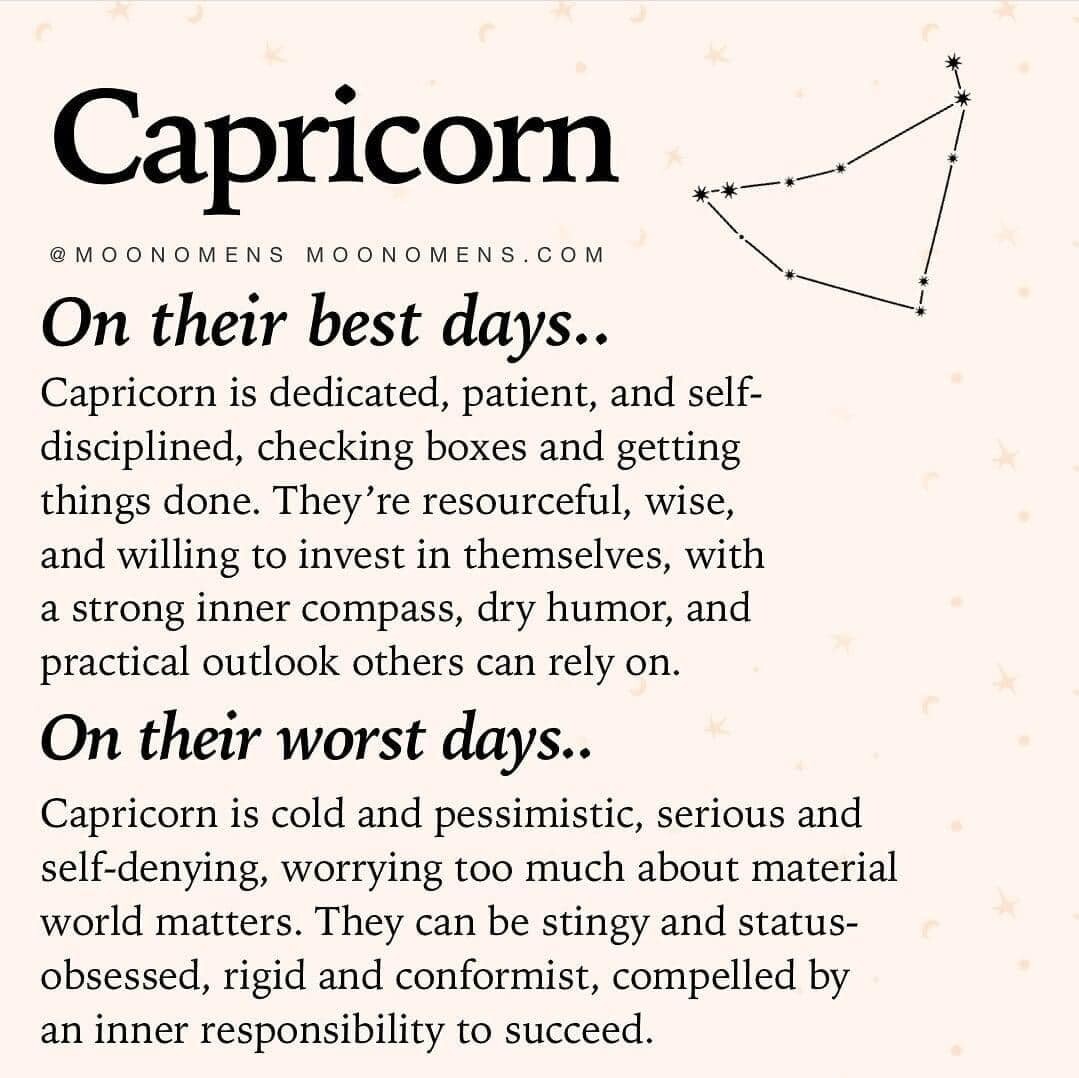 Capricorn
@MOONOMENS MOONOMENS.COM
On their best days..
Capricorn is dedicated, patient, and self-
disciplined, checking boxes and getting
things done. They’re resourceful, wise,
and willing to invest in themselves, with
a strong inner compass, dry humor, and
practical outlook others can rely on.
On their worst days..
Capricorn is cold and pessimistic, serious and
self-denying, worrying too much about material
world matters. They can be stingy and status-
obsessed, rigid and conformist, compelled by
an inner responsibility to succeed.